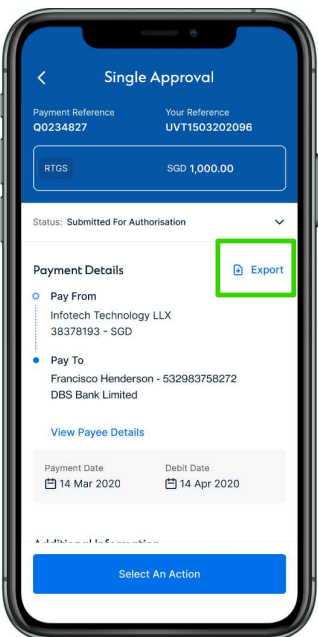 Single Approval
Payment Reference Your Reference
Q0234827 UVT1503202096
RTGS SGD 1,000.00
Status: Submitted For Authorisation
Payment Details Export
Pay From
Infotech Technology LLX
38378193 - SGD
Pay To
Francisco Henderson - 532983758272
DBS Bank Limited
View Payee Details
Payment Date Debit Date
14 Mar 2020 14 Apr 2020
Additional Information
Select An Action